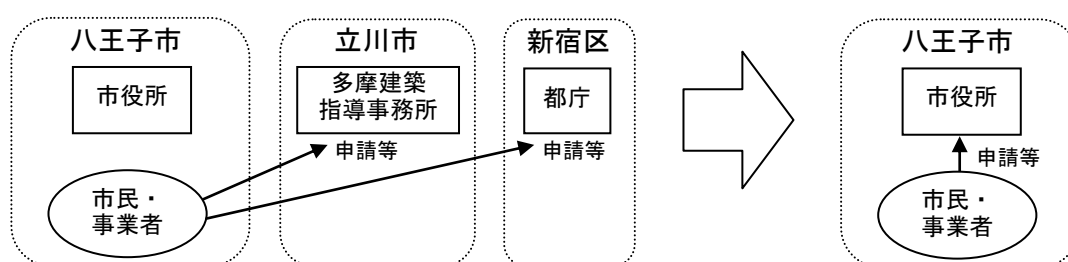 八王子市
市役所
市民・
事業者
立川市
多摩建築
指導事務所
申請等
新宿区
都庁
申請等
八王子市
市役所
申請等
市民・
事業者